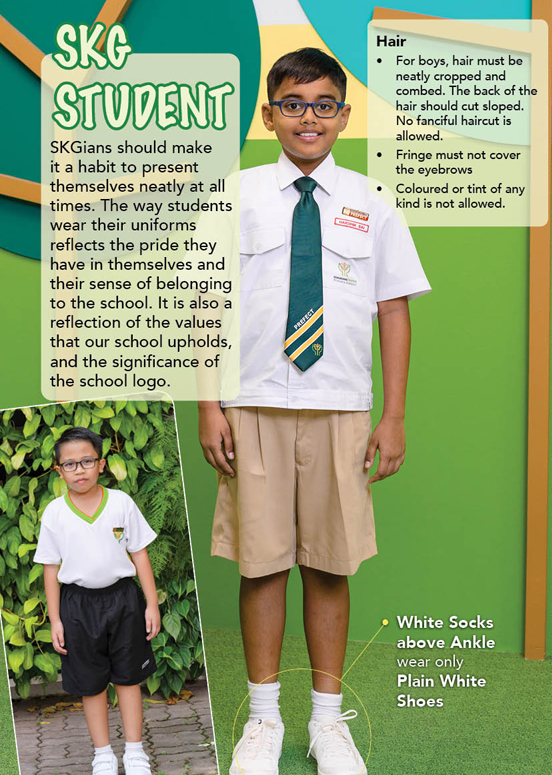 SKG
STUDENT
SKGians should make
it a habit to present
themselves neatly at all
times. The way students
wear their uniforms
reflects the pride they
have in themselves and
their sense of belonging
to the school. It is also a
reflection of the values
that our school upholds,
and the significance of
the school logo.
Hair
• For boys, hair must be
neatly cropped and
combed. The back of the
hair should cut sloped.
No fanciful haircut is
allowed.
• Fringe must not cover
the eyebrows
• Coloured or tint of any
kind is not allowed.
PREFECT
PREFECT
White Socks
above Ankle
wear only
Plain White
Shoes